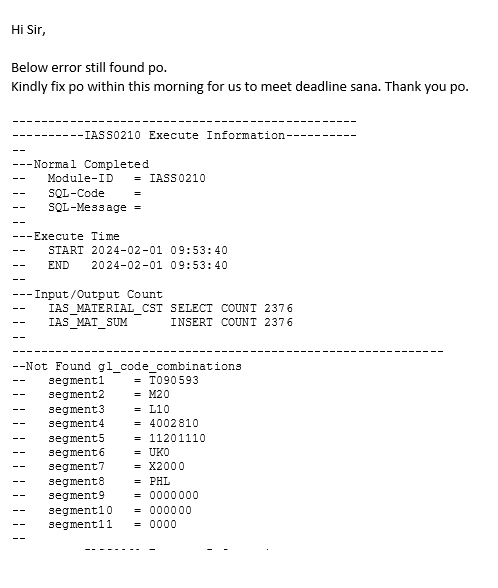 Hi Sir,
Below error still found po.
Kindly fix po within this morning for us to meet deadline sana. Thank you po.
------------------------------------------------
----------IASS0210 Execute Information----------
--
---Normal Completed
--   Module-ID   = IASS0210
--   SQL-Code    =
--   SQL-Message =
--
---Execute Time
--   START 2024-02-01 09:53:40
--   END   2024-02-01 09:53:40
--
---Input/Output Count
--   IAS_MATERIAL_CST SELECT COUNT 2376
--   IAS_MAT_SUM      INSERT COUNT 2376
--
------------------------------------------------------------
--Not Found gl_code_combinations
--   segment1    = T090593
--   segment2    = M20
--   segment3    = L10
--   segment4    = 4002810
--   segment5    = 11201110
--   segment6    = UKO
--   segment7    = X2000
--   segment8    = PHL
--   segment9    = 0000000
--   segment10   = 000000
--   segment11   = 0000
--